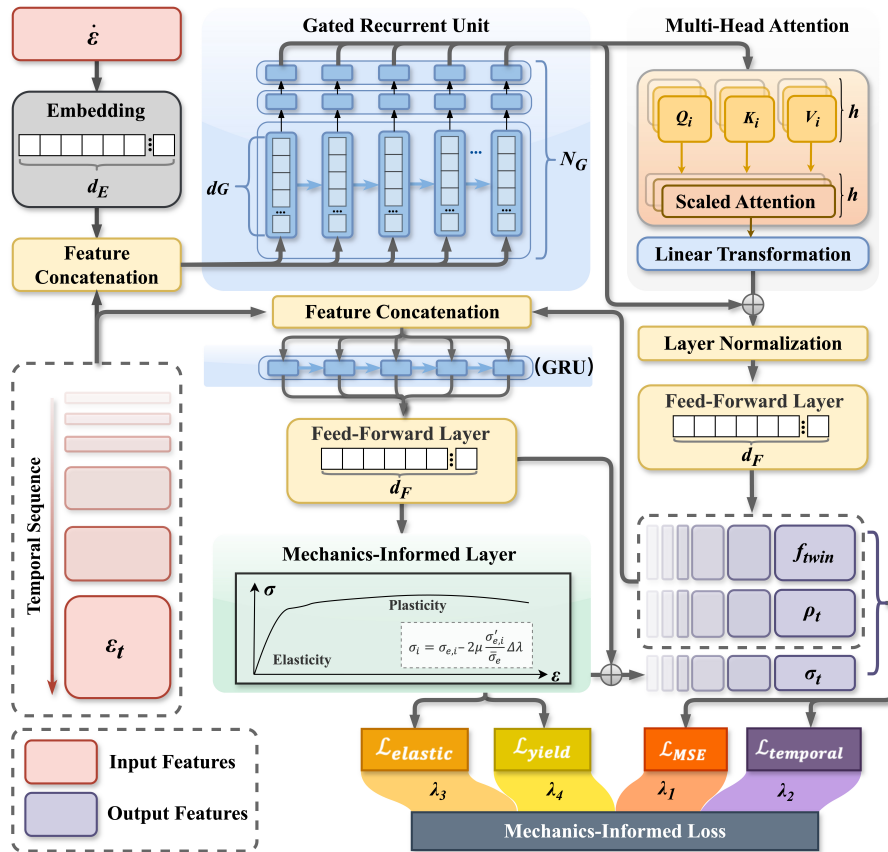 ε̇
Embedding
d_E
Feature
Concatenation
Gated Recurrent Unit
dG
...
...
...
...
...
...
N_G
Multi-Head Attention
Q_i
K_i
V_i
h
Scaled Attention
h
Linear Transformation
Layer Normalization
Feed-Forward Layer
d_F
Feature Concatenation
(GRU)
Feed-Forward Layer
d_F
Temporal Sequence
ε_t
Mechanics-Informed Layer
σ
Plasticity
Elasticity
σ_i = σ_{e,i} - 2μ σ'_{e,i}/σ̄_e Δλ
ε
f_twin
ρ_t
σ_t
Input Features
Output Features
ℒ_elastic
ℒ_yield
ℒ_MSE
ℒ_temporal
λ_3
λ_4
λ_1
λ_2
Mechanics-Informed Loss